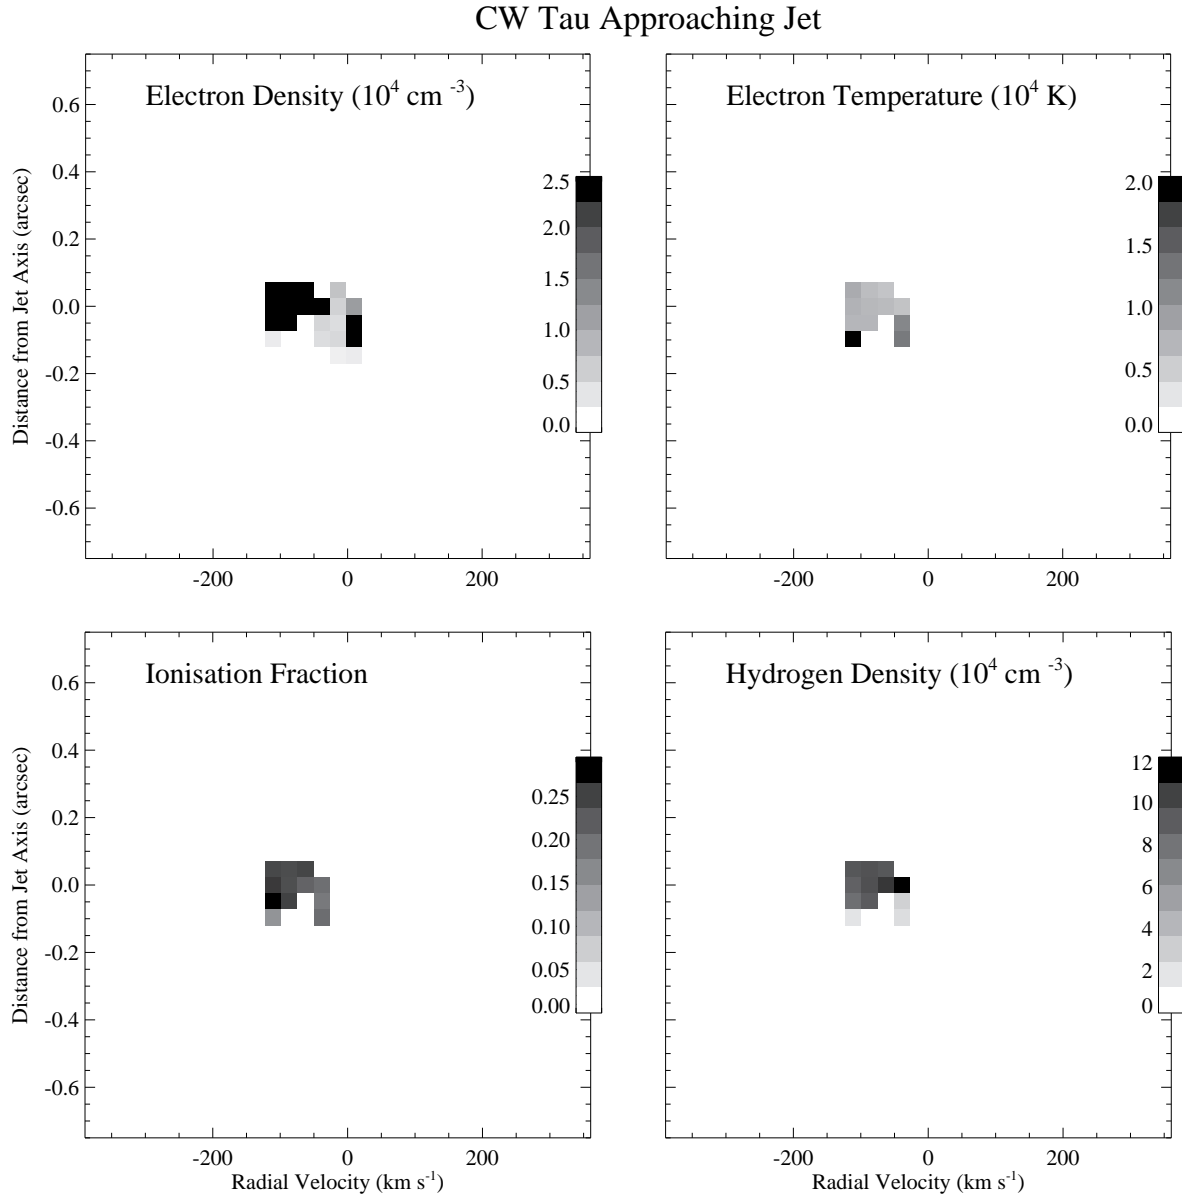 CW Tau Approaching Jet
Electron Density (10⁴ cm ⁻³)
0.6
0.4
0.2
0.0
-0.2
-0.4
-0.6
Distance from Jet Axis (arcsec)
2.5
2.0
1.5
1.0
0.5
0.0
-200 0 200
Electron Temperature (10⁴ K)
2.0
1.5
1.0
0.5
0.0
-200 0 200
Ionisation Fraction
0.6
0.4
0.2
0.0
-0.2
-0.4
-0.6
Distance from Jet Axis (arcsec)
0.25
0.20
0.15
0.10
0.05
0.00
-200 0 200
Radial Velocity (km s⁻¹)
Hydrogen Density (10⁴ cm ⁻³)
12
10
8
6
4
2
0
-200 0 200
Radial Velocity (km s⁻¹)